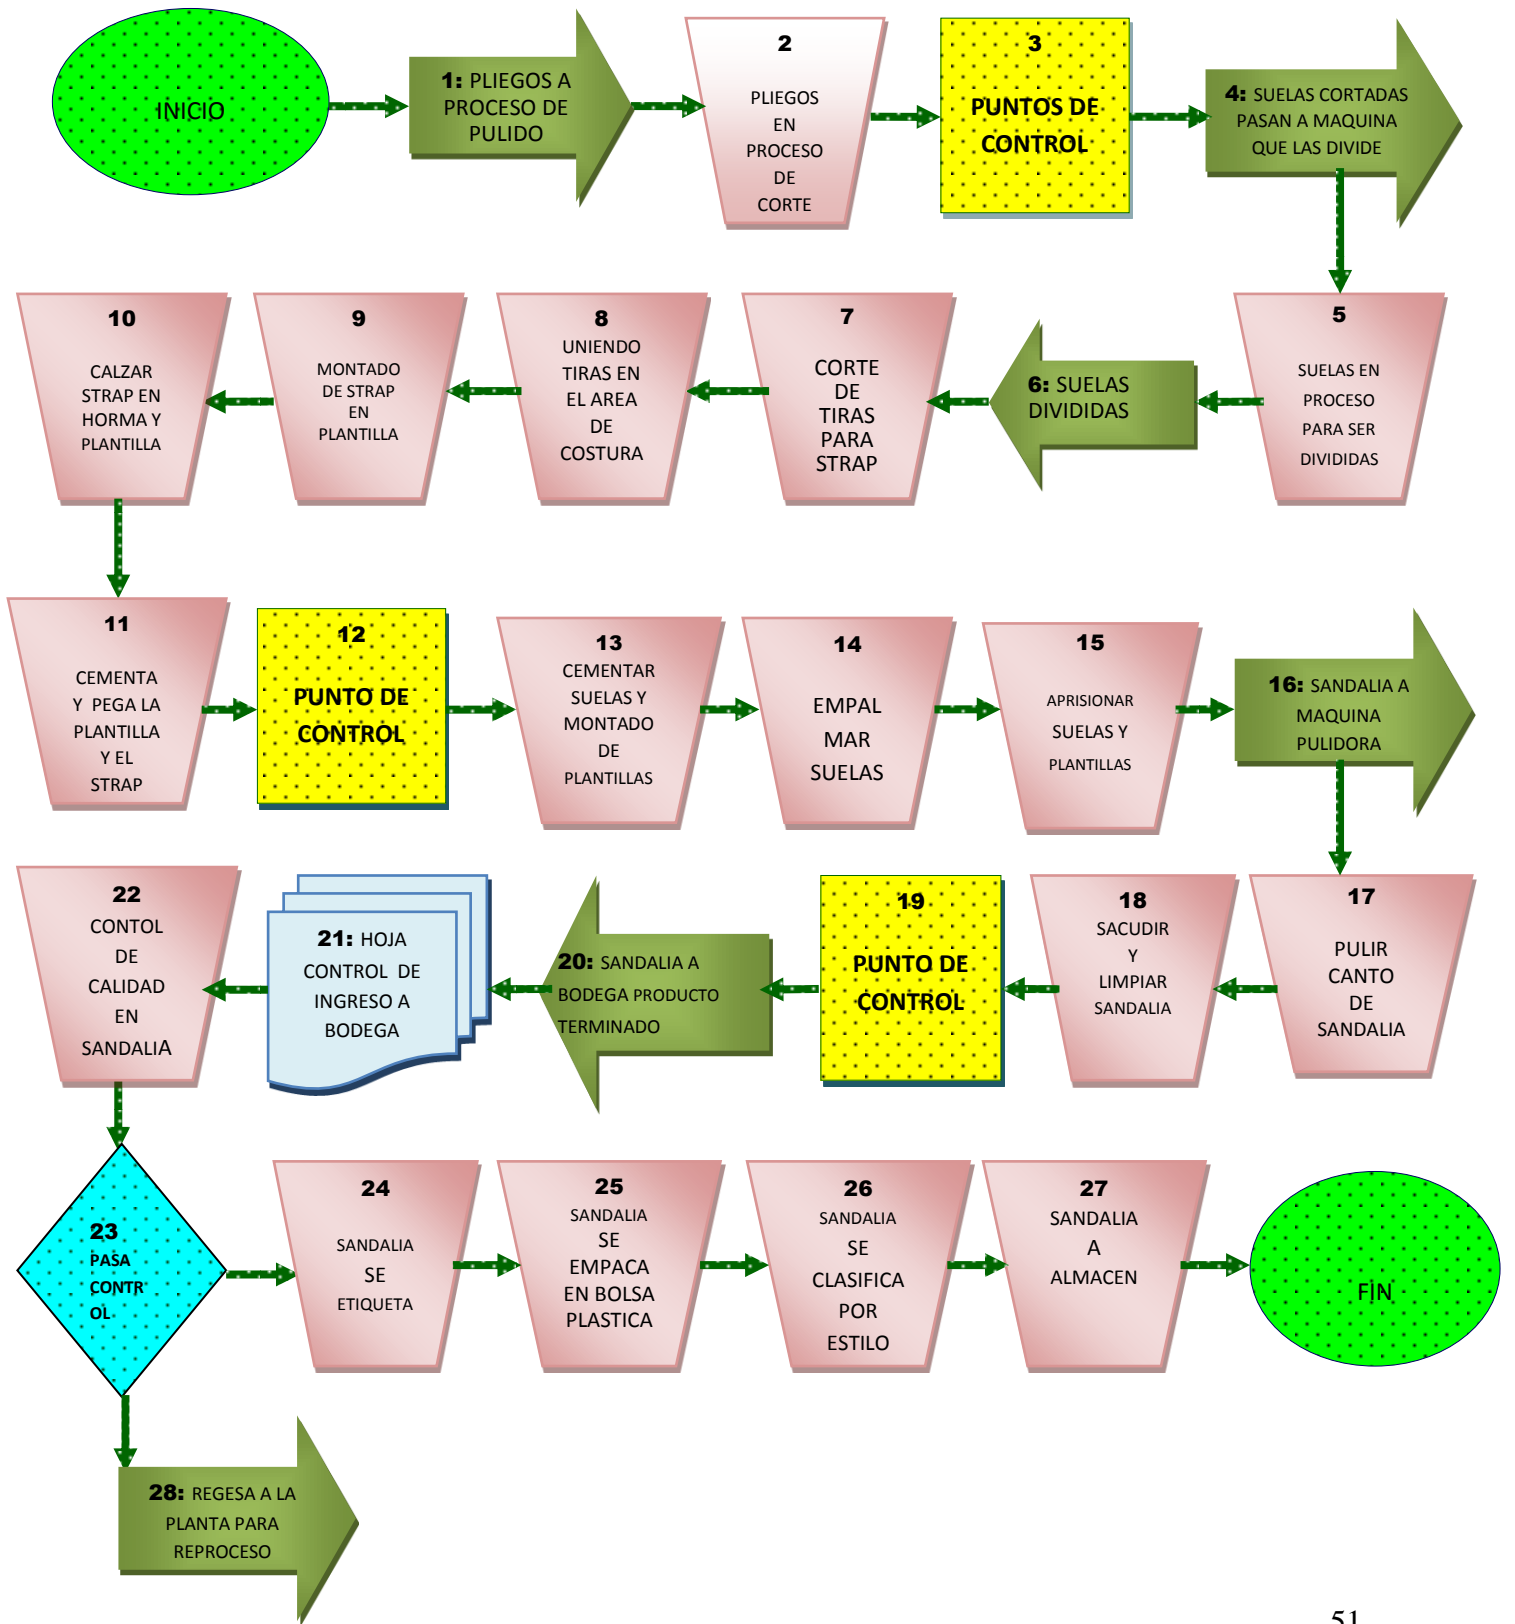 INICIO
1: PLIEGOS A
PROCESO DE
PULIDO
2
PLIEGOS
EN
PROCESO
DE
CORTE
3
PUNTOS DE
CONTROL
4: SUELAS CORTADAS
PASAN A MAQUINA
QUE LAS DIVIDE
5
SUELAS EN
PROCESO
PARA SER
DIVIDIDAS
6: SUELAS
DIVIDIDAS
7
CORTE
DE
TIRAS
PARA
STRAP
8
UNIENDO
TIRAS EN
EL AREA
DE
COSTURA
9
MONTADO
DE STRAP
EN
PLANTILLA
10
CALZAR
STRAP EN
HORMA Y
PLANTILLA
11
CEMENTA
Y PEGA LA
PLANTILLA
Y EL
STRAP
12
PUNTO DE
CONTROL
13
CEMENTAR
SUELAS Y
MONTADO
DE
PLANTILLAS
14
EMPAL
MAR
SUELAS
15
APRISIONAR
SUELAS Y
PLANTILLAS
16: SANDALIA A
MAQUINA
PULIDORA
17
PULIR
CANTO
DE
SANDALIA
18
SACUDIR
Y
LIMPIAR
SANDALIA
19
PUNTO DE
CONTROL
20: SANDALIA A
BODEGA PRODUCTO
TERMINADO
21: HOJA
CONTROL DE
INGRESO A
BODEGA
22
CONTOL
DE
CALIDAD
EN
SANDALIA
23
PASA
CONTR
OL
24
SANDALIA
SE
ETIQUETA
25
SANDALIA
SE
EMPACA
EN BOLSA
PLASTICA
26
SANDALIA
SE
CLASIFICA
POR
ESTILO
27
SANDALIA
A
ALMACEN
FIN
28: REGESA A LA
PLANTA PARA
REPROCESO
51